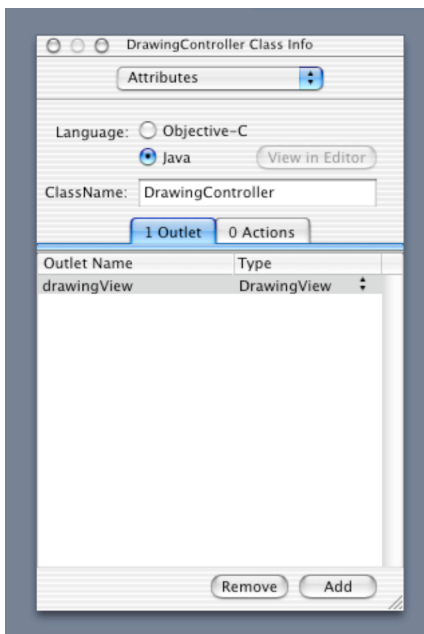 DrawingController Class Info
Attributes
Language: Objective-C
Java View in Editor
ClassName: DrawingController
1 Outlet 0 Actions
Outlet Name Type
drawingView DrawingView
Remove Add